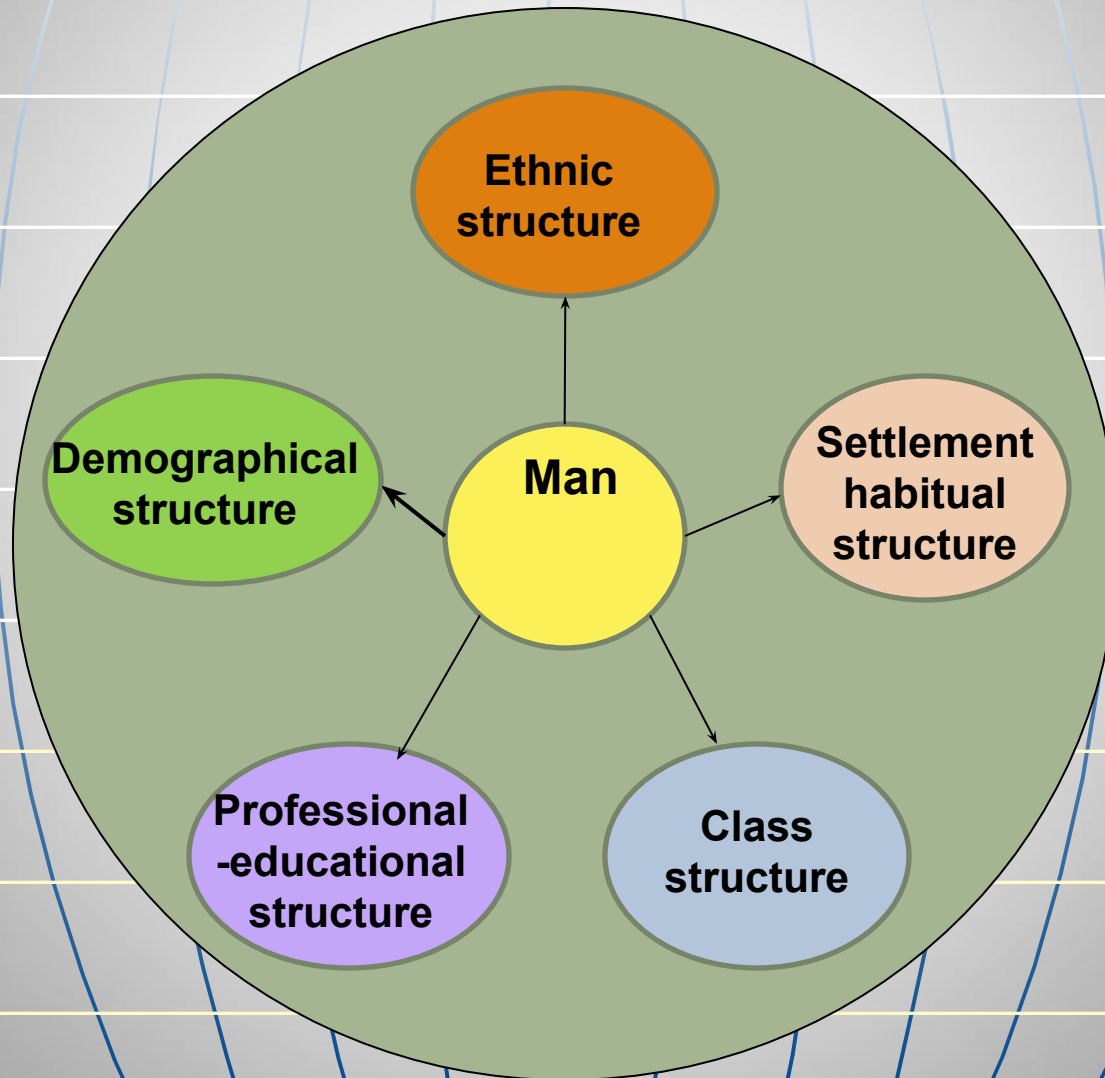 Ethnic
structure
Demographical
structure
Man
Settlement
habitual
structure
Professional
-educational
structure
Class
structure